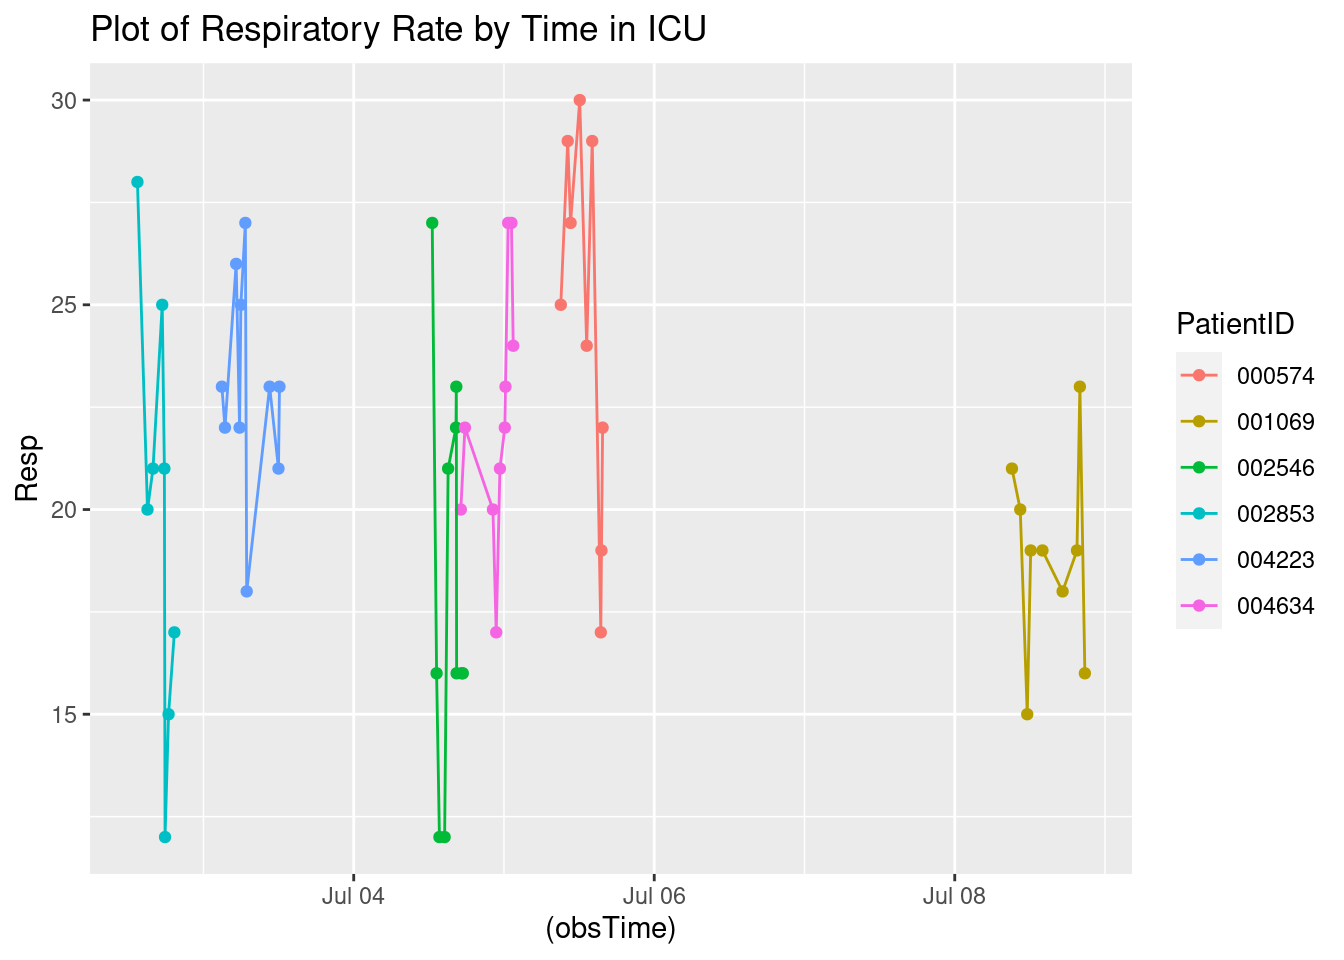 Plot of Respiratory Rate by Time in ICU
30
25
20
15
Resp
Jul 04
Jul 06
Jul 08
(obsTime)
PatientID
000574
001069
002546
002853
004223
004634